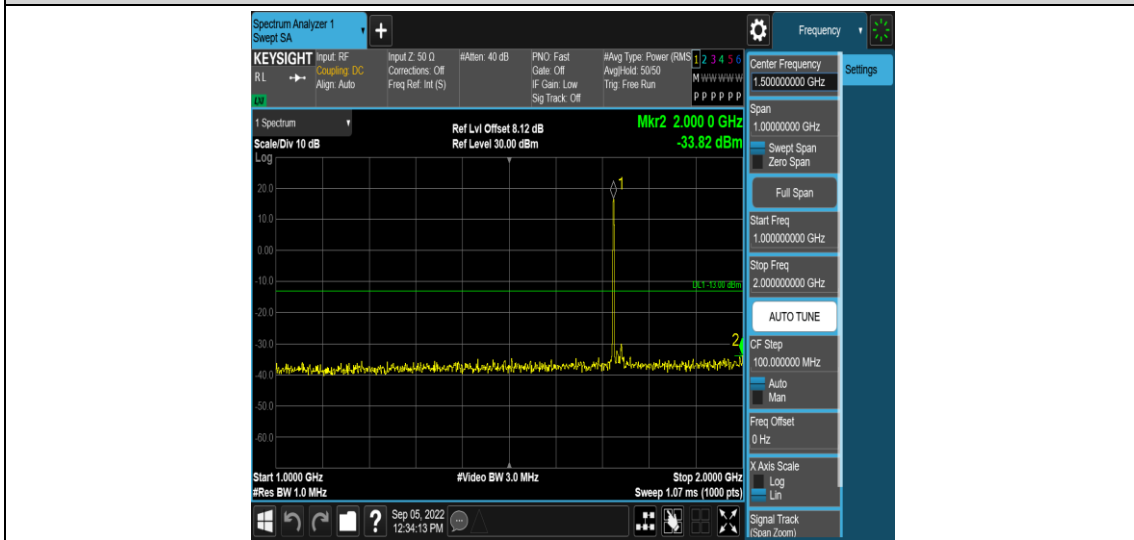 Spectrum Analyzer 1
Swept SA
+
Frequency
KEYSIGHT
RL
LNI
Input: RF
Coupling: DC
Align: Auto
Input Z: 50 Ω
Corrections: Off
Freq Ref: Int (S)
#Atten: 40 dB
PNO: Fast
Gate: Off
IF Gain: Low
Sig Track: Off
#Avg Type: Power (RMS
Avg|Hold: 50/50
Trig: Free Run
1 2 3 4 5 6
M W W W W W
P P P P P P
1 Spectrum
Scale/Div 10 dB
Log
Ref Lvl Offset 8.12 dB
Ref Level 30.00 dBm
Mkr2 2.000 0 GHz
-33.82 dBm
20.0
10.0
0.00
-10.0
-20.0
-30.0
-40.0
-50.0
-60.0
1
DL1 -13.00 dBm
2
Start 1.0000 GHz
#Res BW 1.0 MHz
#Video BW 3.0 MHz
Stop 2.0000 GHz
Sweep 1.07 ms (1000 pts)
?
Sep 05, 2022
12:34:13 PM
Center Frequency
1.50000000 GHz
Settings
Span
1.00000000 GHz
Swept Span
Zero Span
Full Span
Start Freq
1.000000000 GHz
Stop Freq
2.000000000 GHz
AUTO TUNE
CF Step
100.000000 MHz
Auto
Man
Freq Offset
0 Hz
X Axis Scale
Log
Lin
Signal Track
(Span Zoom)